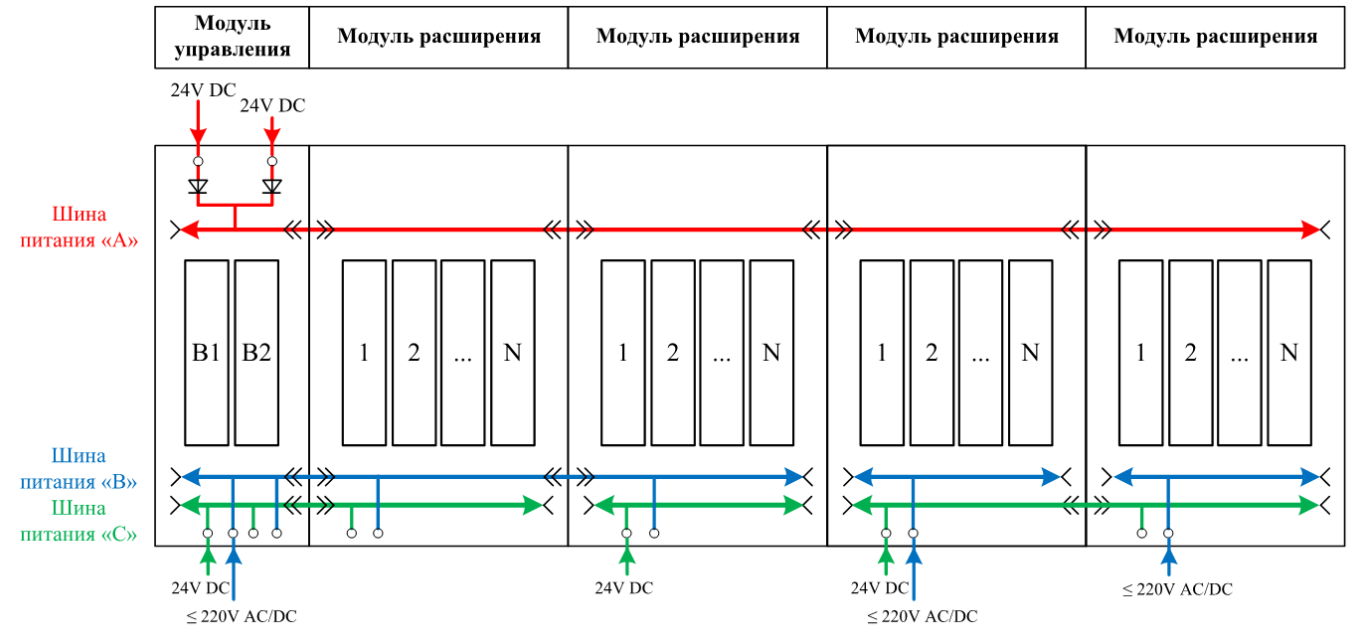 Модуль
управления
Модуль расширения
Модуль расширения
Модуль расширения
Модуль расширения
24V DC
24V DC
Шина
питания «А»
B1
B2
1
2
...
N
1
2
...
N
1
2
...
N
1
2
...
N
Шина
питания «В»
Шина
питания «С»
24V DC
≤ 220V AC/DC
24V DC
24V DC
≤ 220V AC/DC
≤ 220V AC/DC